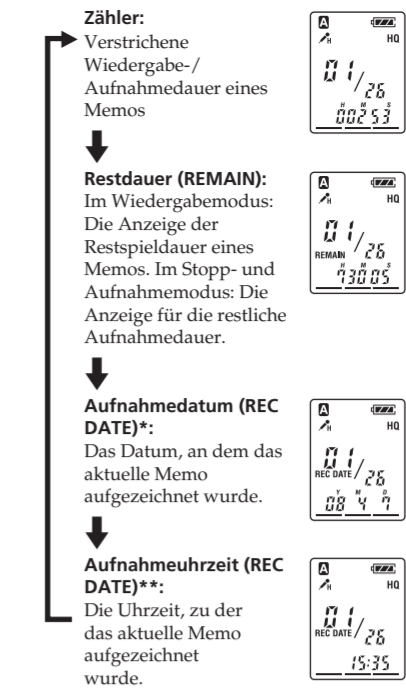 Zähler:
Verstrichene
Wiedergabe-/
Aufnahmedauer eines
Memos
A
H HQ
01/26
H M S
00253
Restdauer (REMAIN):
Im Wiedergabemodus:
Die Anzeige der
Restspieldauer eines
Memos. Im Stopp- und
Aufnahmemodus: Die
Anzeige für die restliche
Aufnahmedauer.
A
H HQ
01/26
REMAIN
H M S
73005
Aufnahmedatum (REC
DATE)*:
Das Datum, an dem das
aktuelle Memo
aufgezeichnet wurde.
A
H HQ
01/26
REC DATE
Y M D
08 4 7
Aufnahmeuhrzeit (REC
DATE)**:
Die Uhrzeit, zu der
das aktuelle Memo
aufgezeichnet
wurde.
A
H HQ
01/26
REC DATE
15:35